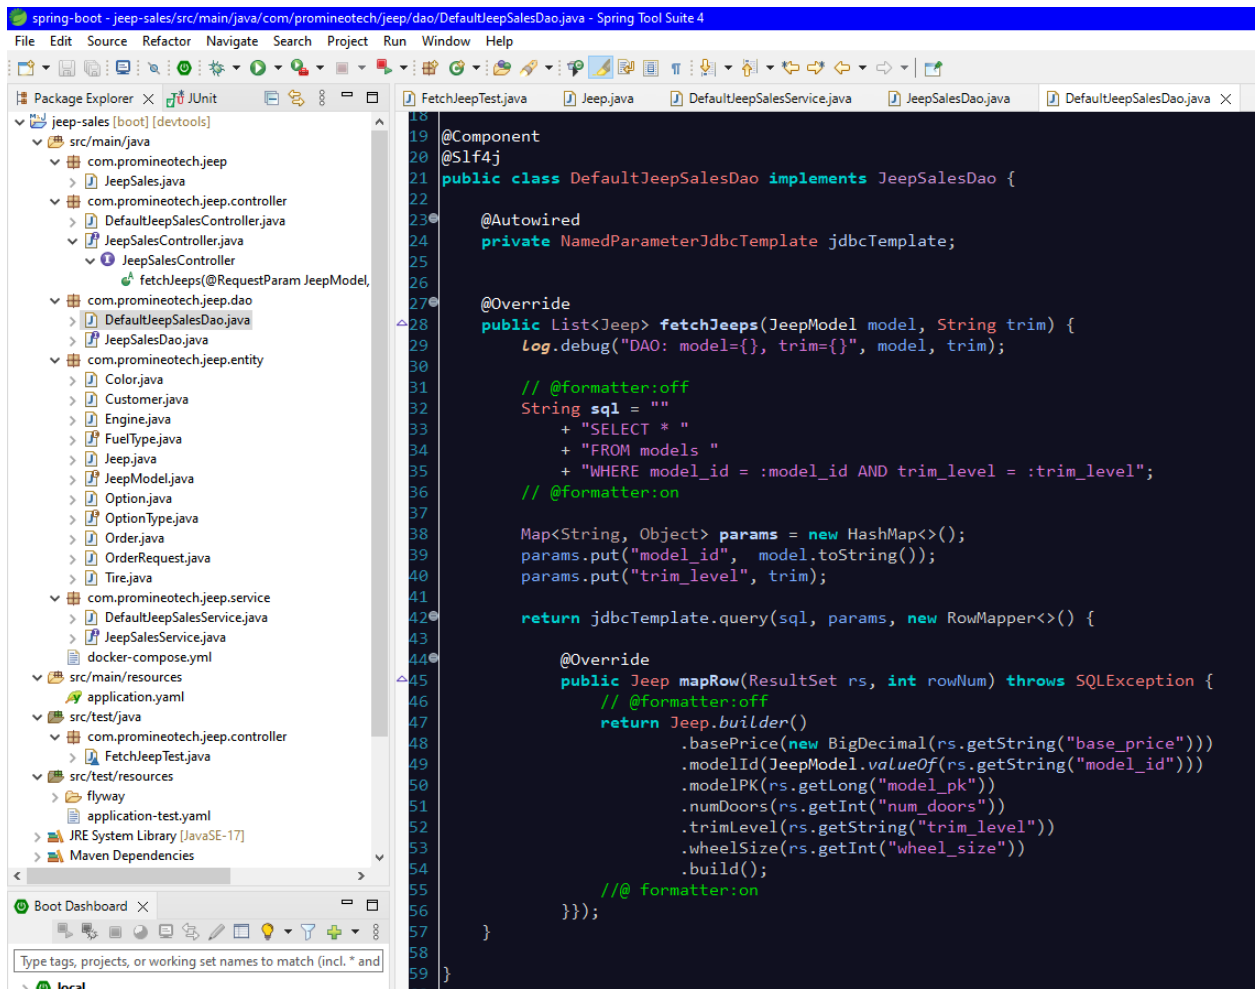 spring-boot - jeep-sales/src/main/java/com/promineotech/jeep/dao/DefaultJeepSalesDao.java - Spring Tool Suite 4
File Edit Source Refactor Navigate Search Project Run Window Help
Package Explorer JUnit
jeep-sales [boot] [devtools]
src/main/java
com.promineotech.jeep
JeepSales.java
com.promineotech.jeep.controller
DefaultJeepSalesController.java
JeepSalesController.java
JeepSalesController
fetchJeeps(@RequestParam JeepModel,
com.promineotech.jeep.dao
DefaultJeepSalesDao.java
JeepSalesDao.java
com.promineotech.jeep.entity
Color.java
Customer.java
Engine.java
FuelType.java
Jeep.java
JeepModel.java
Option.java
OptionType.java
Order.java
OrderRequest.java
Tire.java
com.promineotech.jeep.service
DefaultJeepSalesService.java
JeepSalesService.java
docker-compose.yml
src/main/resources
application.yaml
src/test/java
com.promineotech.jeep.controller
FetchJeepTest.java
src/test/resources
flyway
application-test.yaml
JRE System Library [JavaSE-17]
Maven Dependencies
Boot Dashboard
Type tags, projects, or working set names to match (incl. * and
local
FetchJeepTest.java Jeep.java DefaultJeepSalesService.java JeepSalesDao.java DefaultJeepSalesDao.java
18
19 @Component
20 @Slf4j
21 public class DefaultJeepSalesDao implements JeepSalesDao {
22
23 @Autowired
24 private NamedParameterJdbcTemplate jdbcTemplate;
25
26
27 @Override
28 public List<Jeep> fetchJeeps(JeepModel model, String trim) {
29 log.debug("DAO: model={}, trim={}", model, trim);
30
31 // @formatter:off
32 String sql = ""
33 + "SELECT * "
34 + "FROM models "
35 + "WHERE model_id = :model_id AND trim_level = :trim_level";
36 // @formatter:on
37
38 Map<String, Object> params = new HashMap<>();
39 params.put("model_id", model.toString());
40 params.put("trim_level", trim);
41
42 return jdbcTemplate.query(sql, params, new RowMapper<>() {
43
44 @Override
45 public Jeep mapRow(ResultSet rs, int rowNum) throws SQLException {
46 // @formatter:off
47 return Jeep.builder()
48 .basePrice(new BigDecimal(rs.getString("base_price")))
49 .modelId(JeepModel.valueOf(rs.getString("model_id")))
50 .modelPK(rs.getLong("model_pk"))
51 .numDoors(rs.getInt("num_doors"))
52 .trimLevel(rs.getString("trim_level"))
53 .wheelSize(rs.getInt("wheel_size"))
54 .build();
55 //@ formatter:on
56 }});
57 }
58
59 }